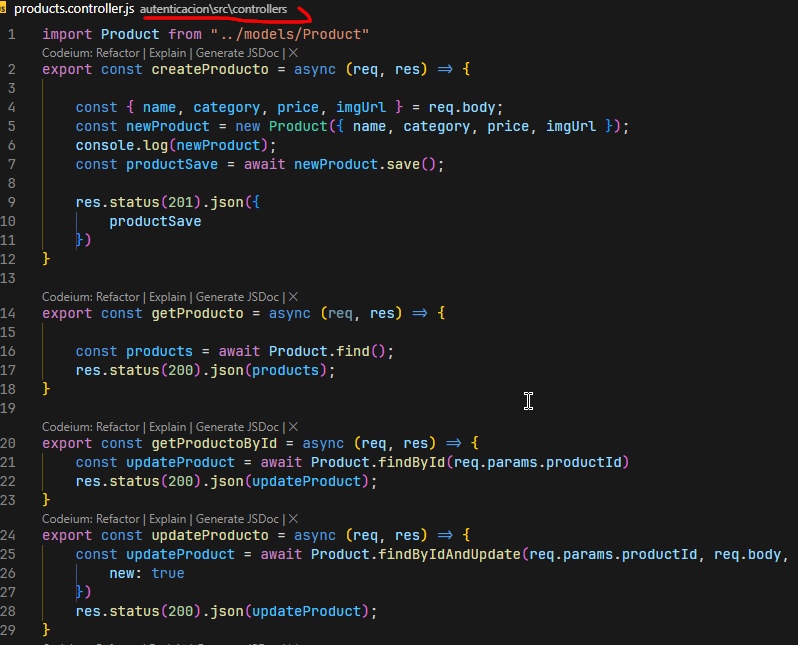 products.controller.js autenticacion\src\controllers
1 import Product from "../models/Product"
Codeium: Refactor | Explain | Generate JSDoc | X
2 export const createProducto = async (req, res) => {
3
4 const { name, category, price, imgUrl } = req.body;
5 const newProduct = new Product({ name, category, price, imgUrl });
6 console.log(newProduct);
7 const productSave = await newProduct.save();
8
9 res.status(201).json({
10 productSave
11 })
12 }
13
Codeium: Refactor | Explain | Generate JSDoc | X
14 export const getProducto = async (req, res) => {
15
16 const products = await Product.find();
17 res.status(200).json(products);
18 }
19
Codeium: Refactor | Explain | Generate JSDoc | X
20 export const getProductoById = async (req, res) => {
21 const updateProduct = await Product.findById(req.params.productId)
22 res.status(200).json(updateProduct);
23 }
Codeium: Refactor | Explain | Generate JSDoc | X
24 export const updateProducto = async (req, res) => {
25 const updateProduct = await Product.findByIdAndUpdate(req.params.productId, req.body,
26 new: true
27 })
28 res.status(200).json(updateProduct);
29 }